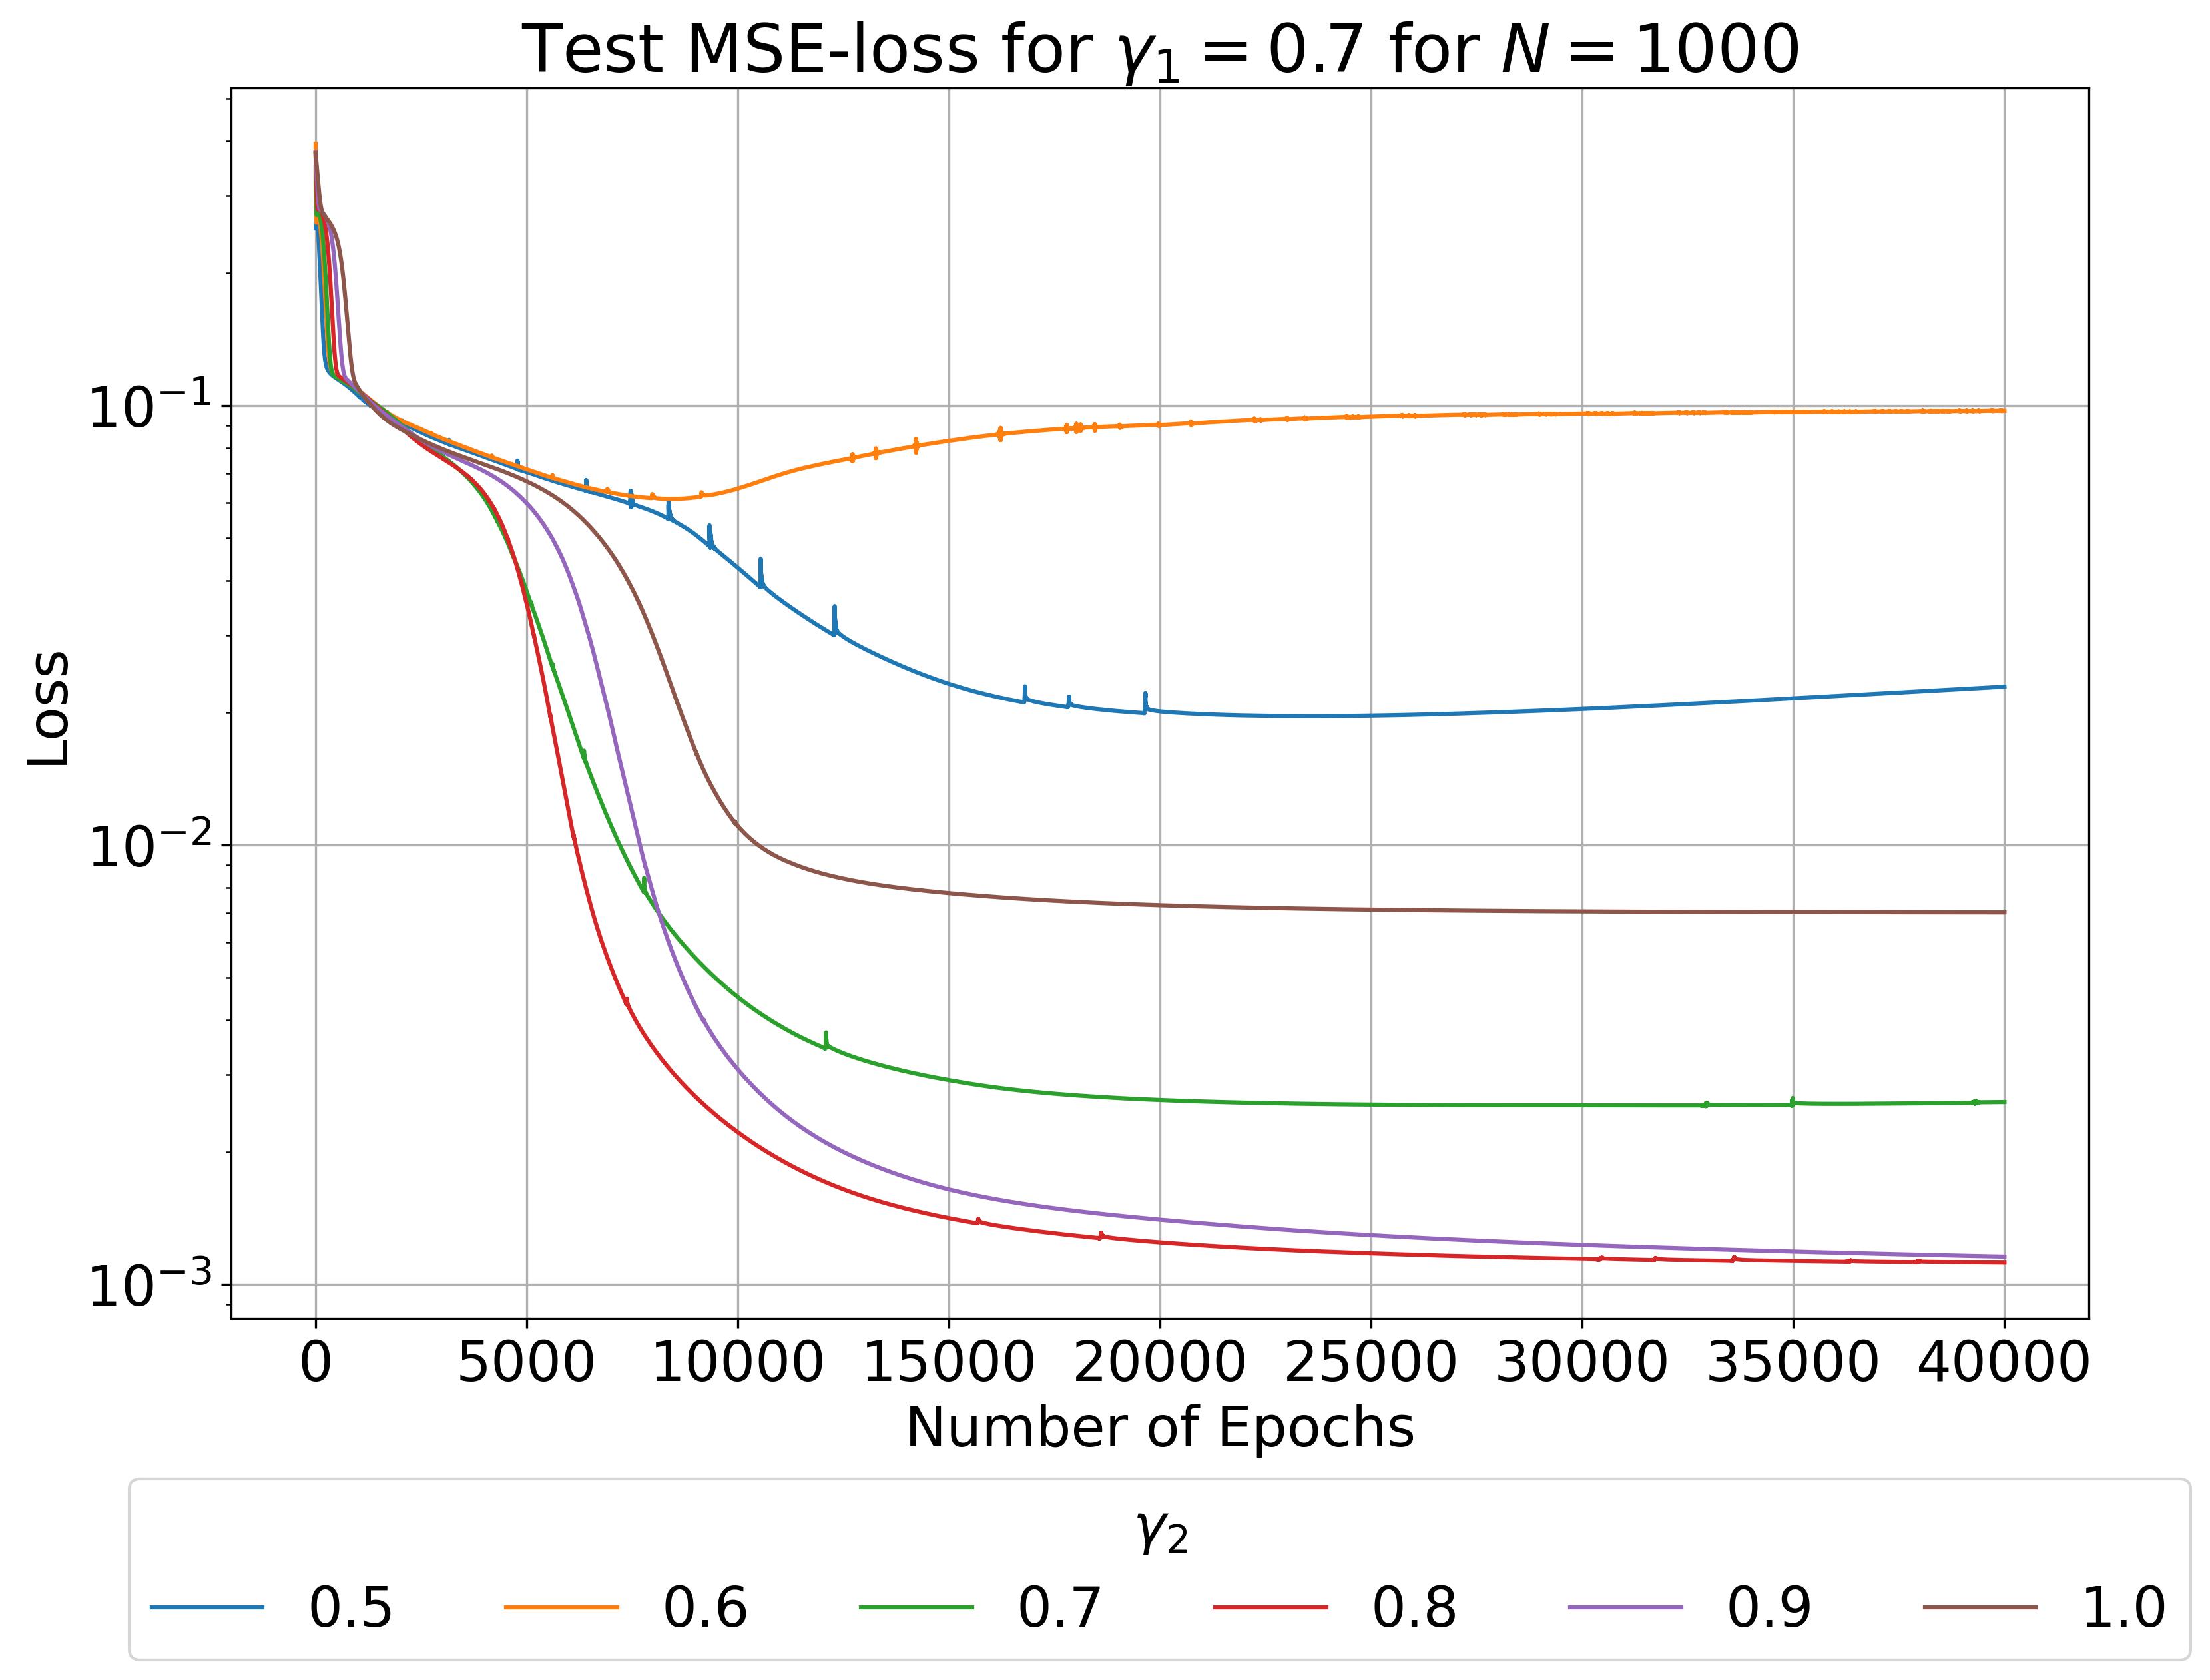 Test MSE-loss for γ₁ = 0.7 for N = 1000
Loss
10⁻¹
10⁻²
10⁻³
0 5000 10000 15000 20000 25000 30000 35000 40000
Number of Epochs
γ₂
0.5 0.6 0.7 0.8 0.9 1.0